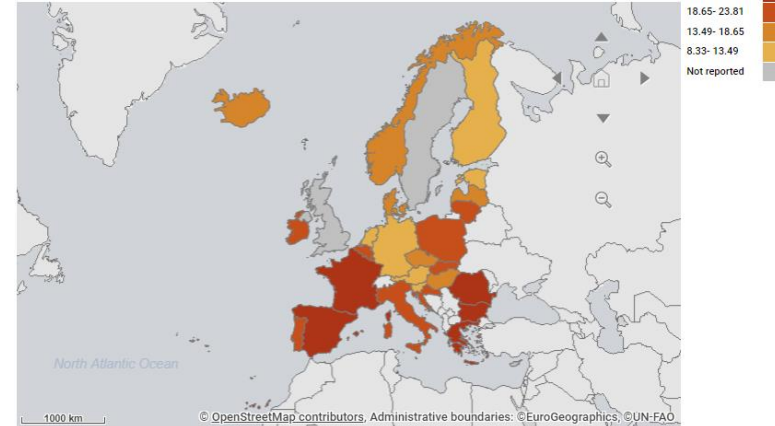 18.65- 23.81
13.49- 18.65
8.33- 13.49
Not reported
North Atlantic Ocean
1000 km
© OpenStreetMap contributors, Administrative boundaries: ©EuroGeographics, ©UN-FAO